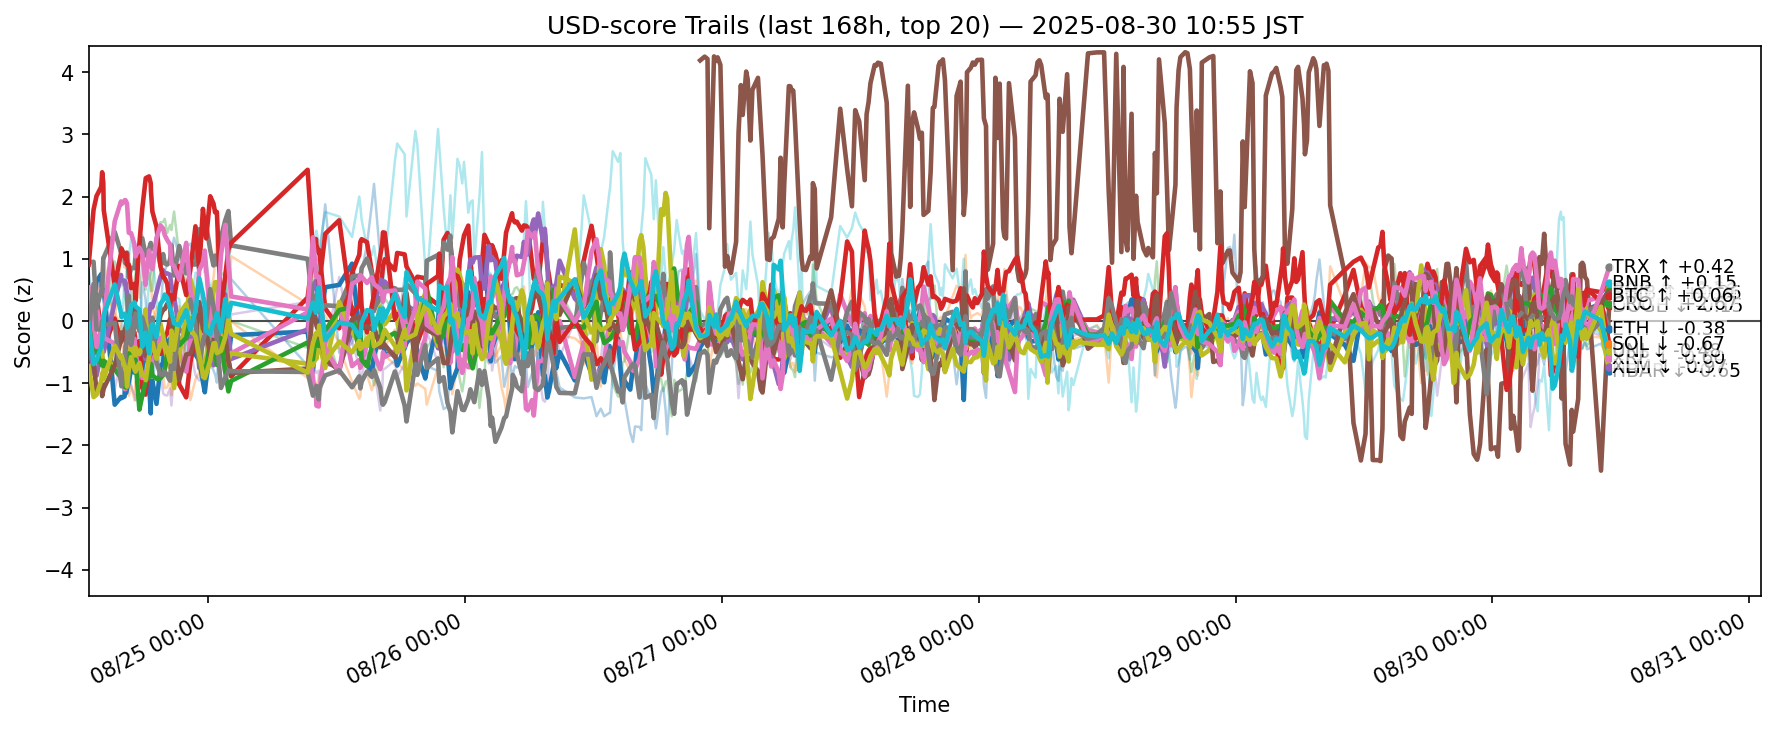 USD-score Trails (last 168h, top 20) — 2025-08-30 10:55 JST
Score (z)
4
3
2
1
0
−1
−2
−3
−4
TRX ↑ +0.42
BNB ↑ +0.15
BTC ↑ +0.06
ETH ↓ -0.38
SOL ↓ -0.67
08/25 00:00
08/26 00:00
08/27 00:00
08/28 00:00
08/29 00:00
08/30 00:00
08/31 00:00
Time